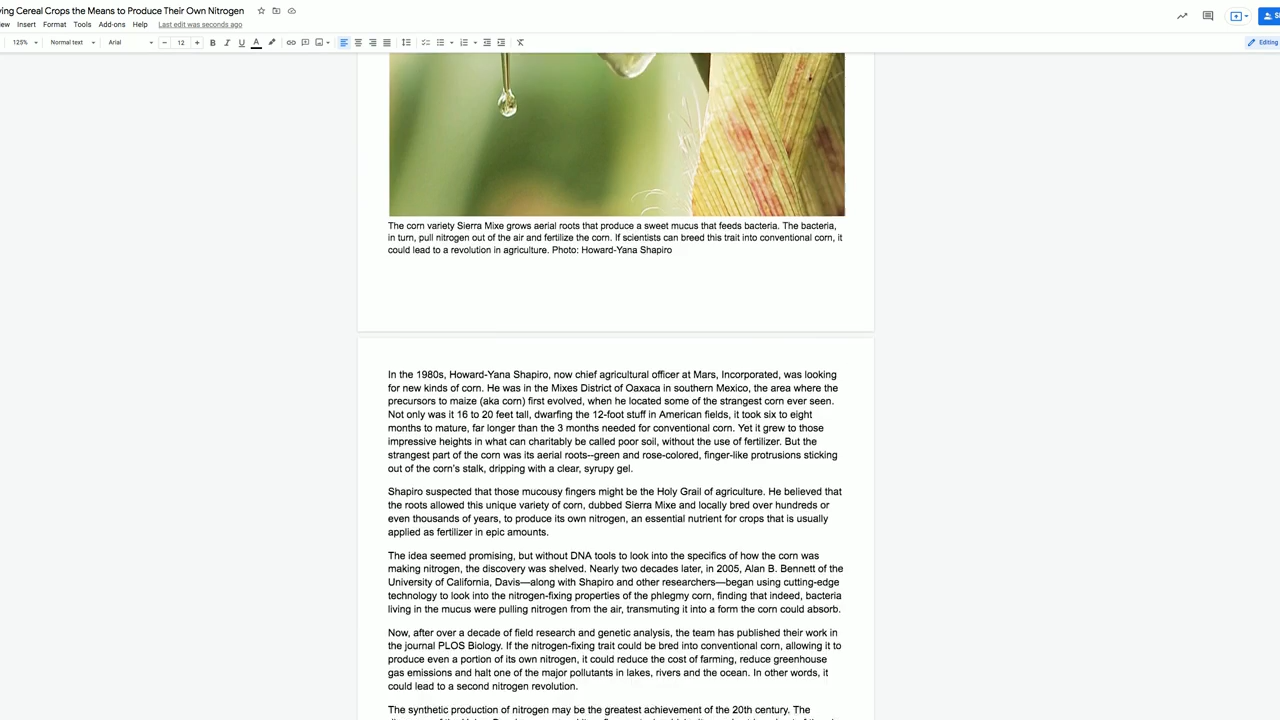 ving Cereal Crops the Means to Produce Their Own Nitrogen
ew Insert Format Tools Add-ons Help Last edit was seconds ago
125% Normal text Arial 12 B I U A Editing
The corn variety Sierra Mixe grows aerial roots that produce a sweet mucus that feeds bacteria. The bacteria,
in turn, pull nitrogen out of the air and fertilize the corn. If scientists can breed this trait into conventional corn, it
could lead to a revolution in agriculture. Photo: Howard-Yana Shapiro
In the 1980s, Howard-Yana Shapiro, now chief agricultural officer at Mars, Incorporated, was looking
for new kinds of corn. He was in the Mixes District of Oaxaca in southern Mexico, the area where the
precursors to maize (aka corn) first evolved, when he located some of the strangest corn ever seen.
Not only was it 16 to 20 feet tall, dwarfing the 12-foot stuff in American fields, it took six to eight
months to mature, far longer than the 3 months needed for conventional corn. Yet it grew to those
impressive heights in what can charitably be called poor soil, without the use of fertilizer. But the
strangest part of the corn was its aerial roots--green and rose-colored, finger-like protrusions sticking
out of the corn's stalk, dripping with a clear, syrupy gel.
Shapiro suspected that those mucousy fingers might be the Holy Grail of agriculture. He believed that
the roots allowed this unique variety of corn, dubbed Sierra Mixe and locally bred over hundreds or
even thousands of years, to produce its own nitrogen, an essential nutrient for crops that is usually
applied as fertilizer in epic amounts.
The idea seemed promising, but without DNA tools to look into the specifics of how the corn was
making nitrogen, the discovery was shelved. Nearly two decades later, in 2005, Alan B. Bennett of the
University of California, Davis—along with Shapiro and other researchers—began using cutting-edge
technology to look into the nitrogen-fixing properties of the phlegmy corn, finding that indeed, bacteria
living in the mucus were pulling nitrogen from the air, transmuting it into a form the corn could absorb.
Now, after over a decade of field research and genetic analysis, the team has published their work in
the journal PLOS Biology. If the nitrogen-fixing trait could be bred into conventional corn, allowing it to
produce even a portion of its own nitrogen, it could reduce the cost of farming, reduce greenhouse
gas emissions and halt one of the major pollutants in lakes, rivers and the ocean. In other words, it
could lead to a second nitrogen revolution.
The synthetic production of nitrogen may be the greatest achievement of the 20th century. The